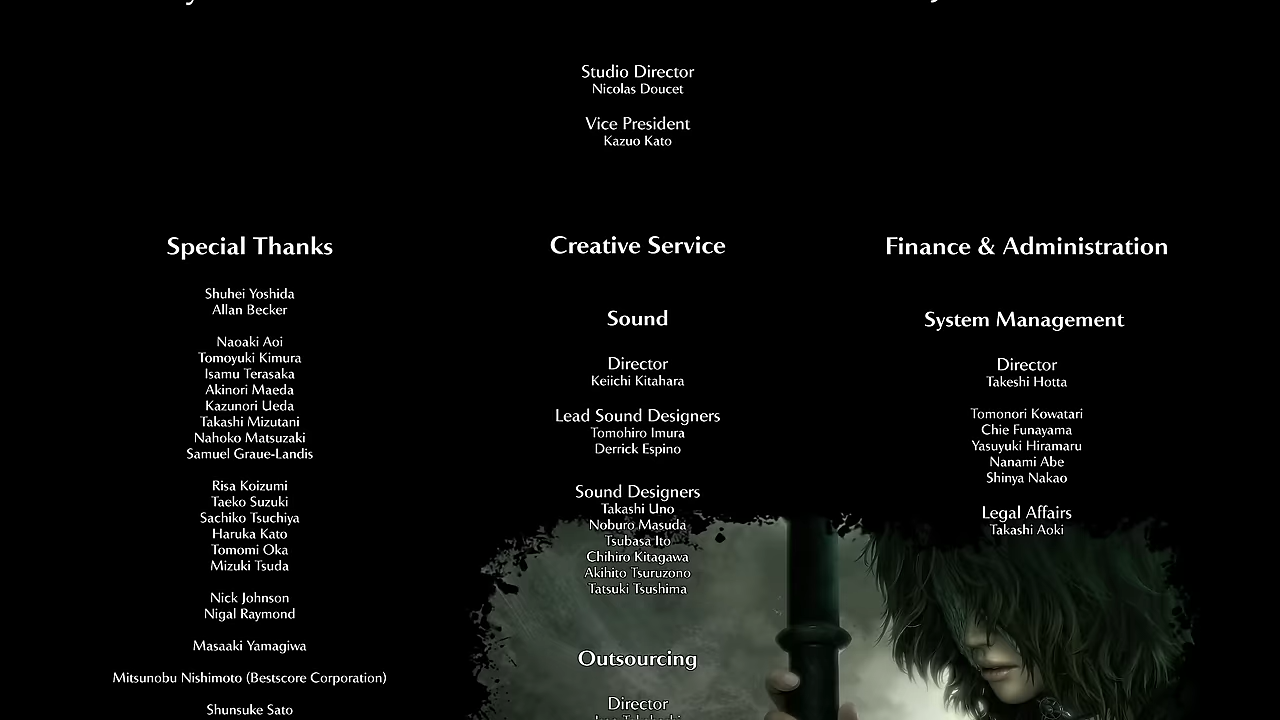 Studio Director
Nicolas Doucet
Vice President
Kazuo Kato
Special Thanks
Shuhei Yoshida
Allan Becker
Naoaki Aoi
Tomoyuki Kimura
Isamu Terasaka
Akinori Maeda
Kazunori Ueda
Takashi Mizutani
Nahoko Matsuzaki
Samuel Graue-Landis
Risa Koizumi
Taeko Suzuki
Sachiko Tsuchiya
Haruka Kato
Tomomi Oka
Mizuki Tsuda
Nick Johnson
Nigal Raymond
Masaaki Yamagiwa
Mitsunobu Nishimoto (Bestscore Corporation)
Shunsuke Sato
Creative Service
Sound
Director
Keiichi Kitahara
Lead Sound Designers
Tomohiro Imura
Derrick Espino
Sound Designers
Takashi Uno
Noburo Masuda
Tsubasa Ito
Chihiro Kitagawa
Akihito Tsuruzono
Tatsuki Tsushima
Outsourcing
Director
Finance & Administration
System Management
Director
Takeshi Hotta
Tomonori Kowatari
Chie Funayama
Yasuyuki Hiramaru
Nanami Abe
Shinya Nakao
Legal Affairs
Takashi Aoki